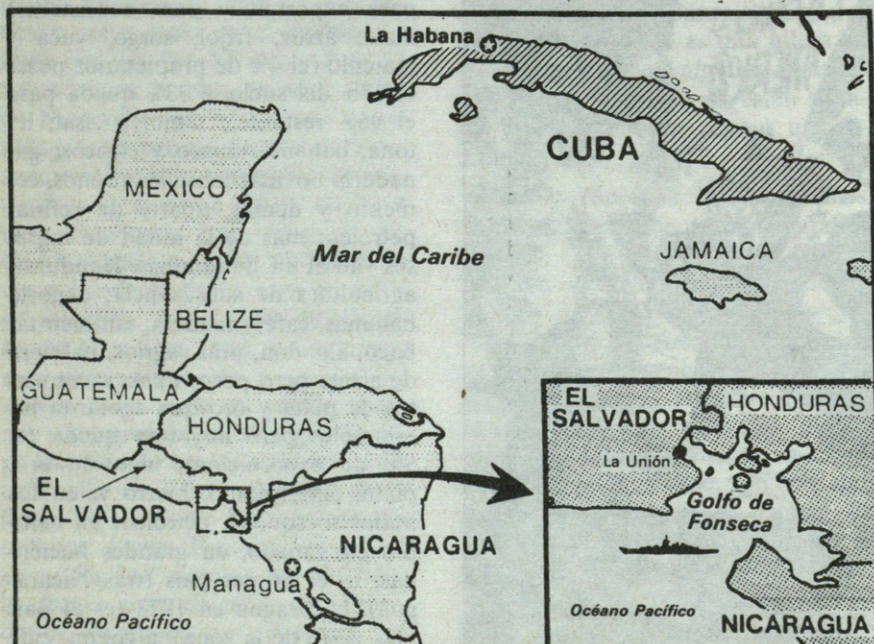 La Habana
CUBA
MEXICO
Mar del Caribe
JAMAICA
BELIZE
GUATEMALA
HONDURAS
EL
SALVADOR
NICARAGUA
Managua
Océano Pacífico
EL
SALVADOR
HONDURAS
La Unión
Golfo de
Fonseca
Océano Pacífico
NICARAGUA